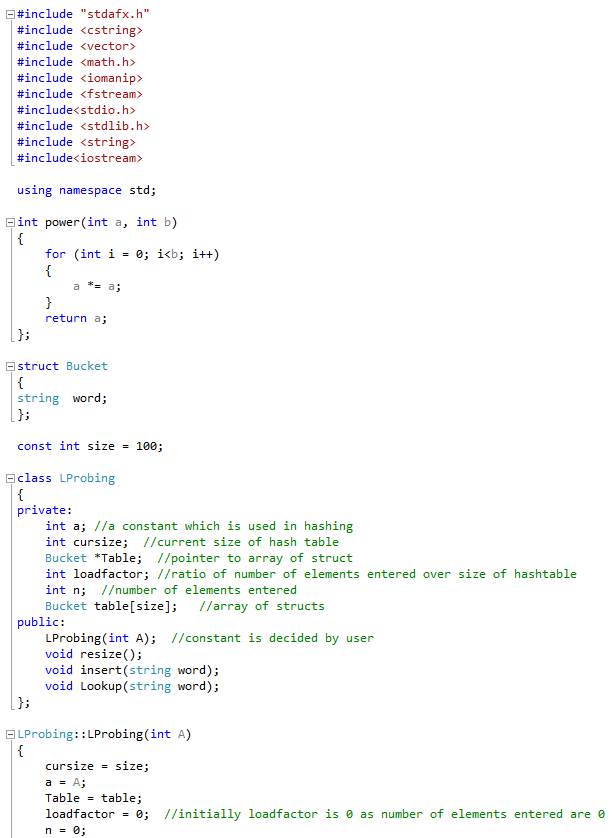 #include "stdafx.h"
#include <cstring>
#include <vector>
#include <math.h>
#include <iomanip>
#include <fstream>
#include<stdio.h>
#include <stdlib.h>
#include <string>
#include<iostream>

using namespace std;

int power(int a, int b)
{
    for (int i = 0; i<b; i++)
    {
        a *= a;
    }
    return a;
};

struct Bucket
{
string  word;
};

const int size = 100;

class LProbing
{
private:
    int a; //a constant which is used in hashing
    int cursize;  //current size of hash table
    Bucket *Table;  //pointer to array of struct
    int loadfactor; //ratio of number of elements entered over size of hashtable
    int n;  //number of elements entered
    Bucket table[size];   //array of structs
public:
    LProbing(int A);  //constant is decided by user
    void resize();
    void insert(string word);
    void Lookup(string word);
};

LProbing::LProbing(int A)
{
    cursize = size;
    a = A;
    Table = table;
    loadfactor = 0;  //initially loadfactor is 0 as number of elements entered are 0
    n = 0;